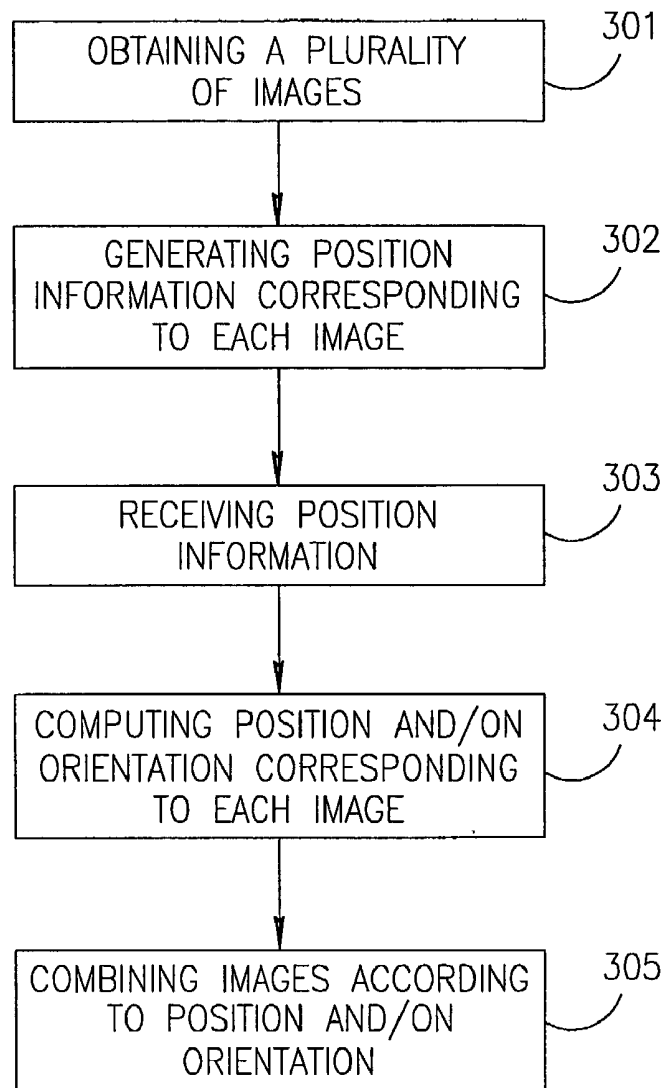 OBTAINING A PLURALITY
OF IMAGES
301
GENERATING POSITION
INFORMATION CORRESPONDING
TO EACH IMAGE
302
RECEIVING POSITION
INFORMATION
303
COMPUTING POSITION AND/ON
ORIENTATION CORRESPONDING
TO EACH IMAGE
304
COMBINING IMAGES ACCORDING
TO POSITION AND/ON
ORIENTATION
305